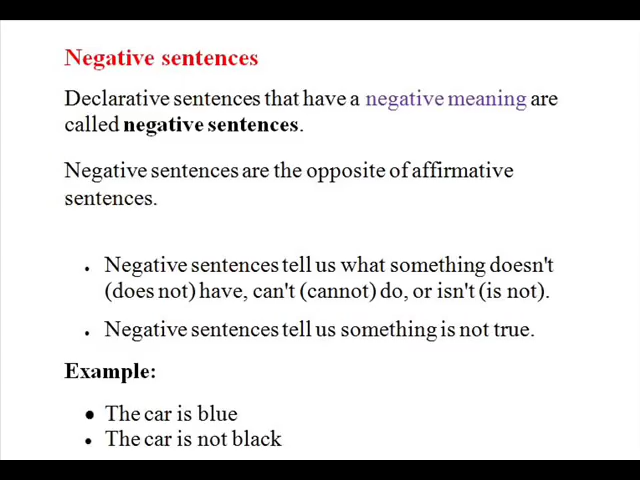 Negative sentences
Declarative sentences that have a negative meaning are
called negative sentences.
Negative sentences are the opposite of affirmative
sentences.
• Negative sentences tell us what something doesn't
(does not) have, can't (cannot) do, or isn't (is not).
• Negative sentences tell us something is not true.
Example:
• The car is blue
• The car is not black